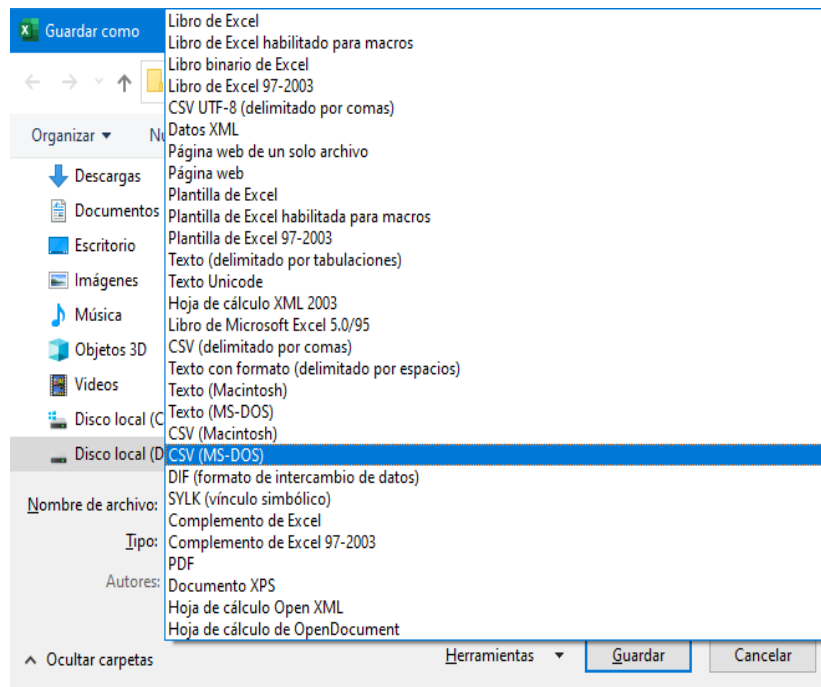 Guardar como
Organizar
Descargas
Documentos
Escritorio
Imágenes
Música
Objetos 3D
Videos
Disco local (C
Disco local (D
Nombre de archivo:
Tipo:
Autores:
Libro de Excel
Libro de Excel habilitado para macros
Libro binario de Excel
Libro de Excel 97-2003
CSV UTF-8 (delimitado por comas)
Datos XML
Página web de un solo archivo
Página web
Plantilla de Excel
Plantilla de Excel habilitada para macros
Plantilla de Excel 97-2003
Texto (delimitado por tabulaciones)
Texto Unicode
Hoja de cálculo XML 2003
Libro de Microsoft Excel 5.0/95
CSV (delimitado por comas)
Texto con formato (delimitado por espacios)
Texto (Macintosh)
Texto (MS-DOS)
CSV (Macintosh)
CSV (MS-DOS)
DIF (formato de intercambio de datos)
SYLK (vínculo simbólico)
Complemento de Excel
Complemento de Excel 97-2003
PDF
Documento XPS
Hoja de cálculo Open XML
Hoja de cálculo de OpenDocument
Ocultar carpetas
Herramientas
Guardar
Cancelar